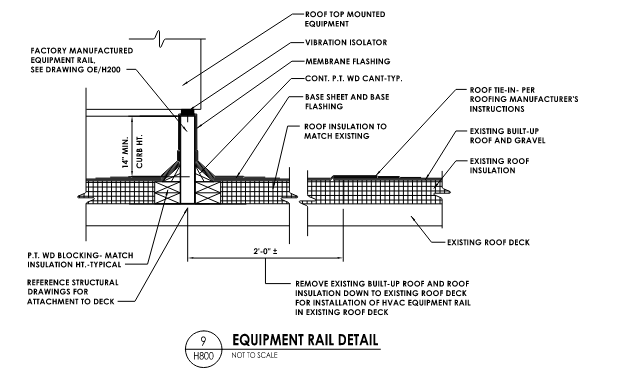 ROOF TOP MOUNTED
EQUIPMENT
VIBRATION ISOLATOR
FACTORY MANUFACTURED
EQUIPMENT RAIL,
SEE DRAWING OE/H200
MEMBRANE FLASHING
CONT. P.T. WD CANT-TYP.
BASE SHEET AND BASE
FLASHING
ROOF TIE-IN- PER
ROOFING MANUFACTURER'S
INSTRUCTIONS
ROOF INSULATION TO
MATCH EXISTING
EXISTING BUILT-UP
ROOF AND GRAVEL
14" MIN.
CURB HT.
EXISTING ROOF
INSULATION
EXISTING ROOF DECK
2'-0" ±
P.T. WD BLOCKING- MATCH
INSULATION HT.-TYPICAL
REFERENCE STRUCTURAL
DRAWINGS FOR
ATTACHMENT TO DECK
REMOVE EXISTING BUILT-UP ROOF AND ROOF
INSULATION DOWN TO EXISTING ROOF DECK
FOR INSTALLATION OF HVAC EQUIPMENT RAIL
IN EXISTING ROOF DECK
9
H800
EQUIPMENT RAIL DETAIL
NOT TO SCALE